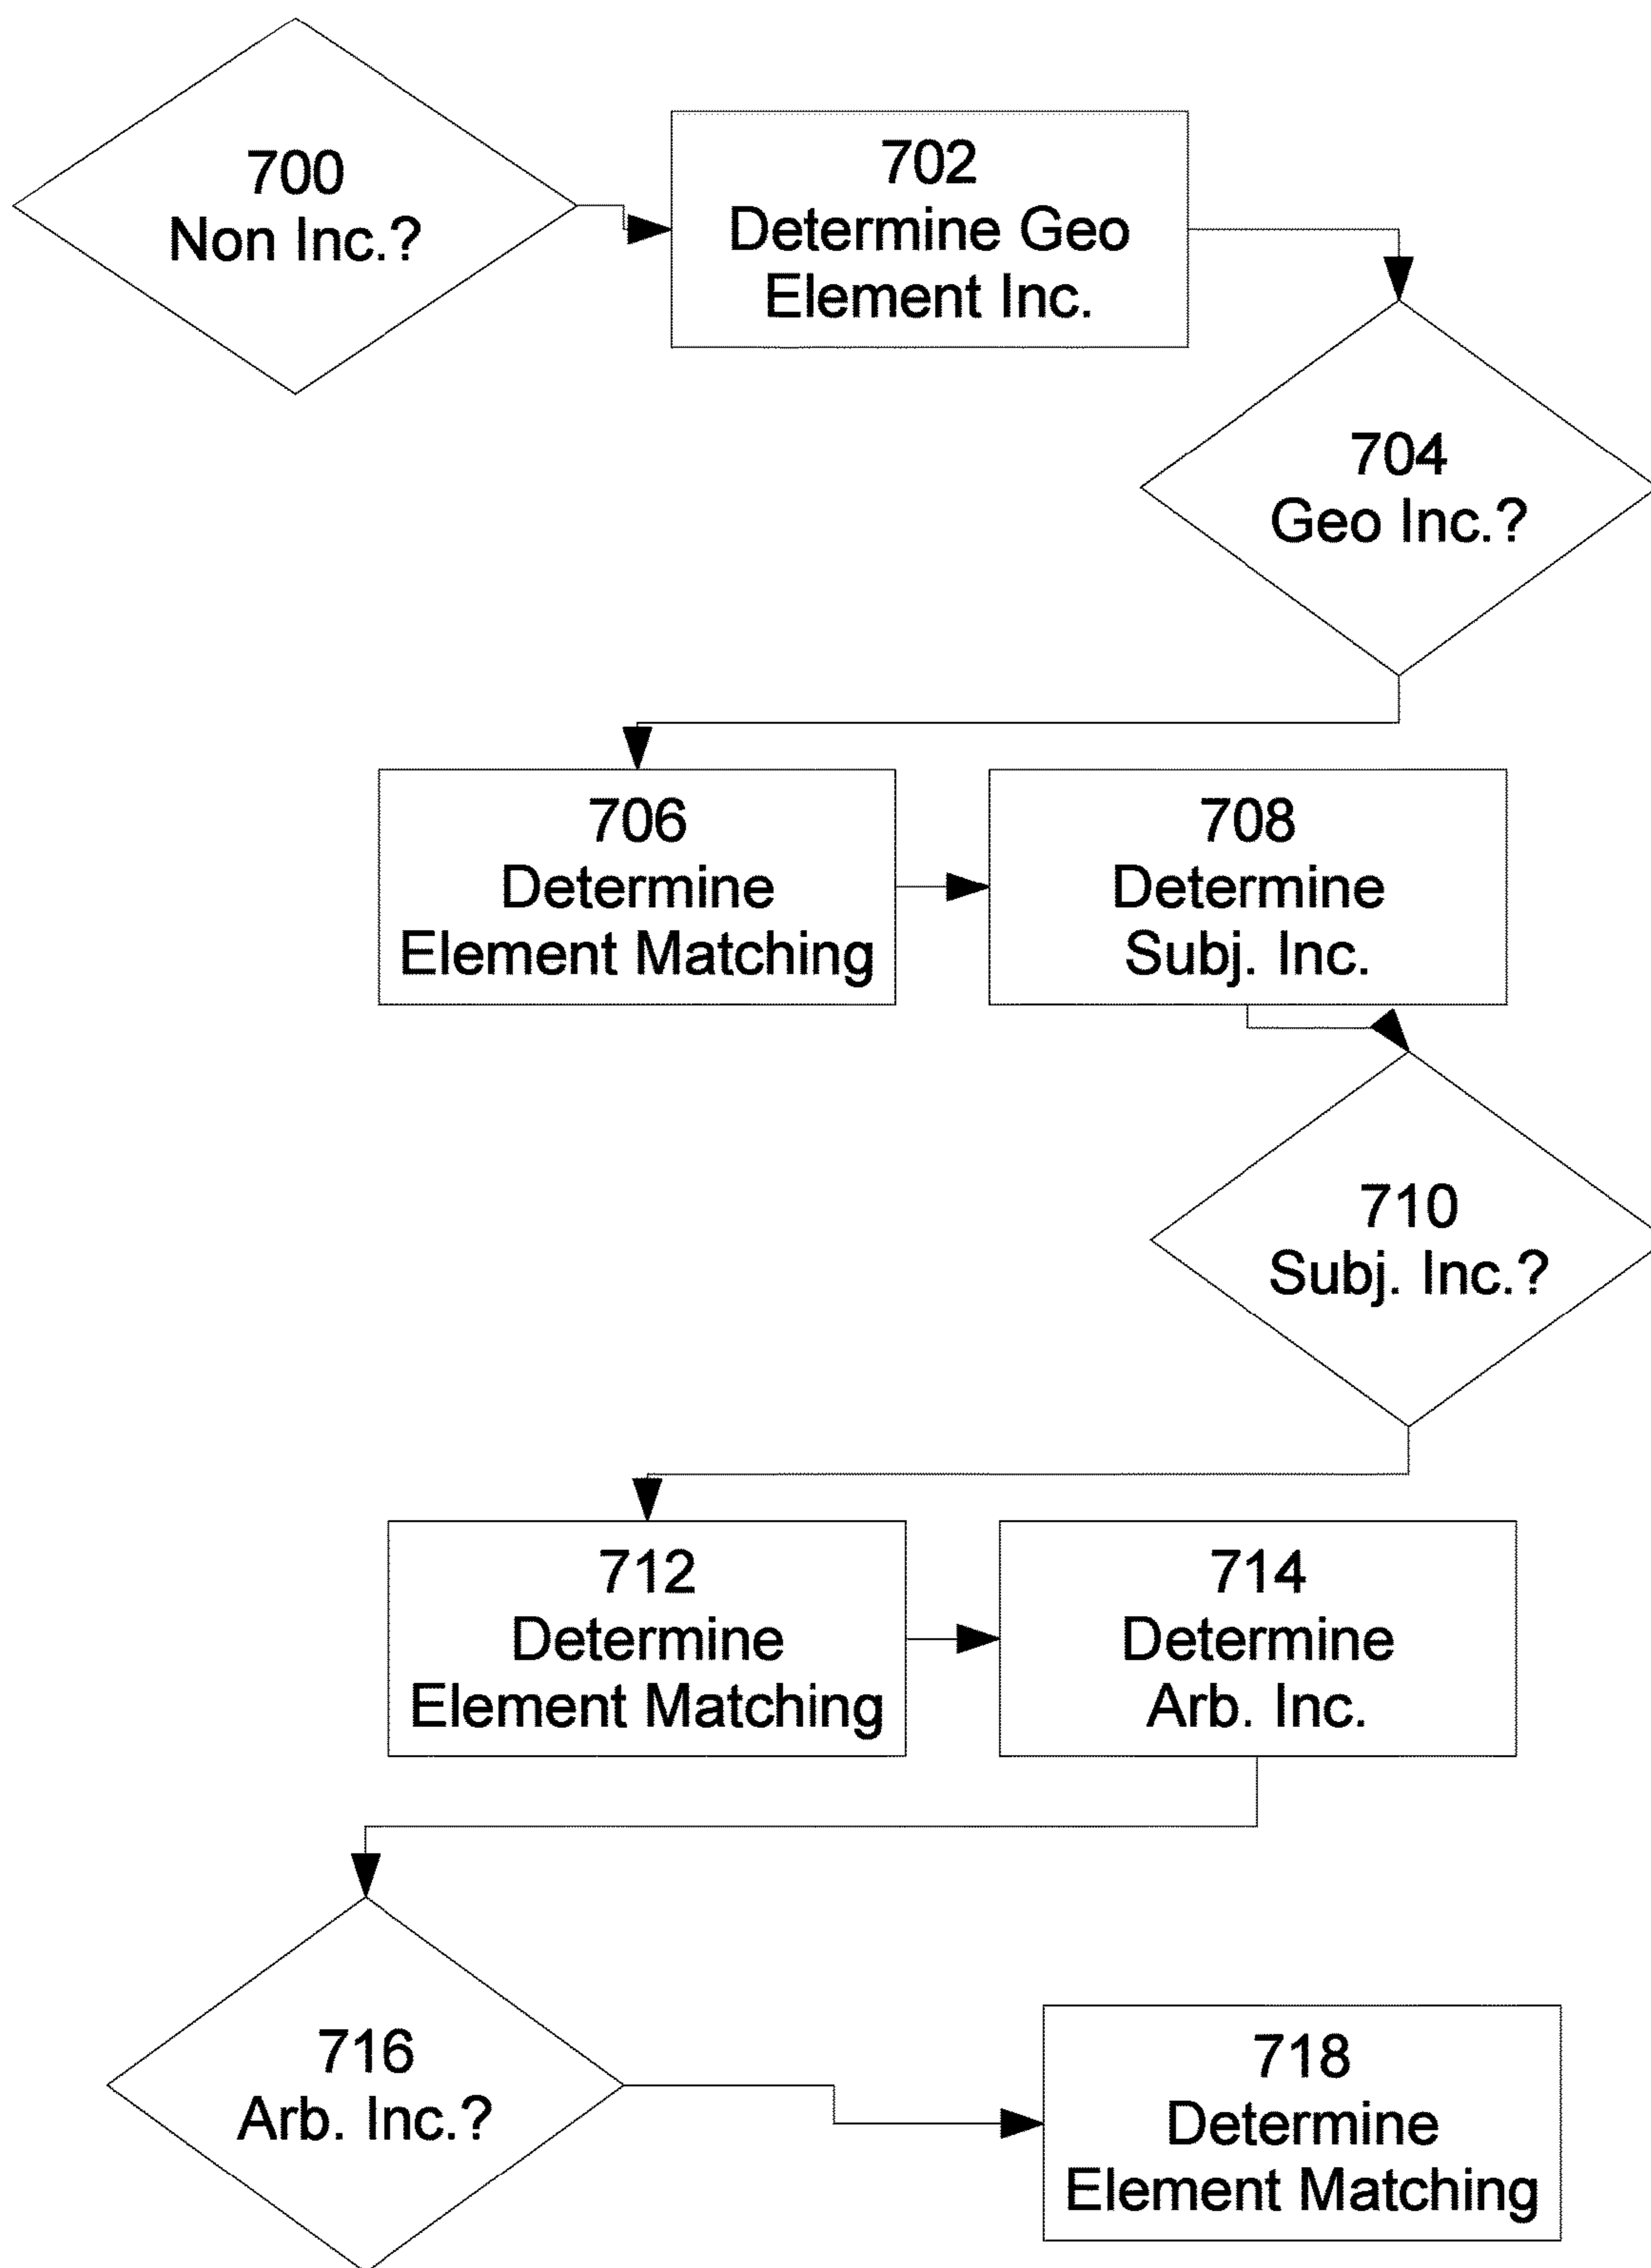 700
Non Inc.?
702
Determine Geo
Element Inc.
704
Geo Inc.?
706
Determine
Element Matching
708
Determine
Subj. Inc.
710
Subj. Inc.?
712
Determine
Element Matching
714
Determine
Arb. Inc.
716
Arb. Inc.?
718
Determine
Element Matching